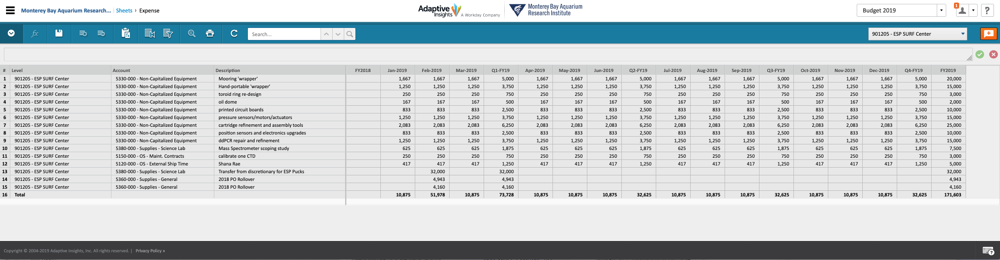 Monterey Bay Aquarium Research... Sheets › Expense
Adaptive Insights A Workday Company
Monterey Bay Aquarium
Research Institute
Budget 2019
1
?
fx
Search...
901205 - ESP SURF Center
# Level Account Description FY2018 Jan-2019 Feb-2019 Mar-2019 Q1-FY19 Apr-2019 May-2019 Jun-2019 Q2-FY19 Jul-2019 Aug-2019 Sep-2019 Q3-FY19 Oct-2019 Nov-2019 Dec-2019 Q4-FY19 FY2019
1 901205 - ESP SURF Center 5330-000 - Non-Capitalized Equipment Mooring 'wrapper' 1,667 1,667 1,667 5,000 1,667 1,667 1,667 5,000 1,667 1,667 1,667 5,000 1,667 1,667 1,667 5,000 20,000
2 901205 - ESP SURF Center 5330-000 - Non-Capitalized Equipment Hand-portable 'wrapper' 1,250 1,250 1,250 3,750 1,250 1,250 1,250 3,750 1,250 1,250 1,250 3,750 1,250 1,250 1,250 3,750 15,000
3 901205 - ESP SURF Center 5330-000 - Non-Capitalized Equipment toroid ring re-design 250 250 250 750 250 250 250 750 250 250 250 750 250 250 250 750 3,000
4 901205 - ESP SURF Center 5330-000 - Non-Capitalized Equipment oil dome 167 167 167 500 167 167 167 500 167 167 167 500 167 167 167 500 2,000
5 901205 - ESP SURF Center 5330-000 - Non-Capitalized Equipment printed circuit boards 833 833 833 2,500 833 833 833 2,500 833 833 833 2,500 833 833 833 2,500 10,000
6 901205 - ESP SURF Center 5330-000 - Non-Capitalized Equipment pressure sensors/motors/actuators 1,250 1,250 1,250 3,750 1,250 1,250 1,250 3,750 1,250 1,250 1,250 3,750 1,250 1,250 1,250 3,750 15,000
7 901205 - ESP SURF Center 5330-000 - Non-Capitalized Equipment cartridge refinement and assembly tools 2,083 2,083 2,083 6,250 2,083 2,083 2,083 6,250 2,083 2,083 2,083 6,250 2,083 2,083 2,083 6,250 25,000
8 901205 - ESP SURF Center 5330-000 - Non-Capitalized Equipment position sensors and electronics upgrades 833 833 833 2,500 833 833 833 2,500 833 833 833 2,500 833 833 833 2,500 10,000
9 901205 - ESP SURF Center 5330-000 - Non-Capitalized Equipment ddPCR repair and refinement 1,250 1,250 1,250 3,750 1,250 1,250 1,250 3,750 1,250 1,250 1,250 3,750 1,250 1,250 1,250 3,750 15,000
10 901205 - ESP SURF Center 5380-000 - Supplies - Science Lab Mass Spectrometer scoping study 625 625 625 1,875 625 625 625 1,875 625 625 625 1,875 625 625 625 1,875 7,500
11 901205 - ESP SURF Center 5150-000 - OS - Maint. Contracts calibrate one CTD 250 250 250 750 250 250 250 750 250 250 250 750 250 250 250 750 3,000
12 901205 - ESP SURF Center 5120-000 - OS - External Ship Time Shana Rae 417 417 417 1,250 417 417 417 1,250 417 417 417 1,250 417 417 417 1,250 5,000
13 901205 - ESP SURF Center 5380-000 - Supplies - Science Lab Transfer from discretionary for ESP Pucks 32,000 32,000 32,000
14 901205 - ESP SURF Center 5360-000 - Supplies - General 2018 PO Rollover 4,943 4,943 4,943
15 901205 - ESP SURF Center 5360-000 - Supplies - General 2018 PO Rollover 4,160 4,160 4,160
16 Total 10,875 51,978 10,875 73,728 10,875 10,875 10,875 32,625 10,875 10,875 10,875 32,625 10,875 10,875 10,875 32,625 171,603
Copyright © 2004-2019 Adaptive Insights, Inc. All rights reserved. | Privacy Policy »